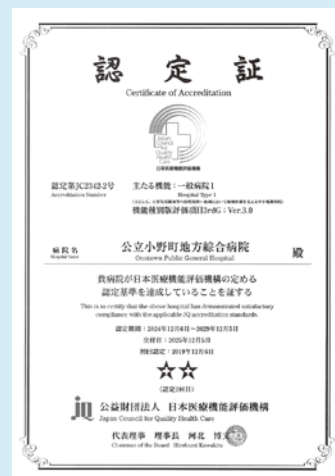 認定証
Certificate of Accreditation
Japan Council for Quality Health Care
日本医療機能評価機構
認定第JC2342-2号
Accreditation Number
主たる機能：一般病院1
Hospital Type 1
機能種別版評価項目3rdG：Ver.3.0
病院名
Hospital Name
公立小野町地方綜合病院
Onomachi Public General Hospital
殿
貴病院が日本医療機能評価機構の定める
認定基準を達成していることを証する
This is to certify that the above hospital has demonstrated satisfactory
compliance with the applicable JQ accreditation standards.
認定期間：2024年12月6日～2029年12月5日
交付日：2025年12月5日
初回認定：2019年12月6日
☆☆
(認定2回目)
jq 公益財団法人 日本医療機能評価機構
Japan Council for Quality Health Care
代表理事 理事長 河北 博文
Chairman of the Board Hirobumi Kawakita